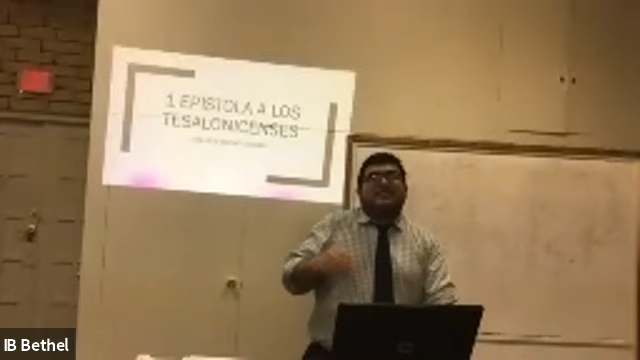 1 EPISTOLA A LOS
TESALONICENSES
IB Bethel